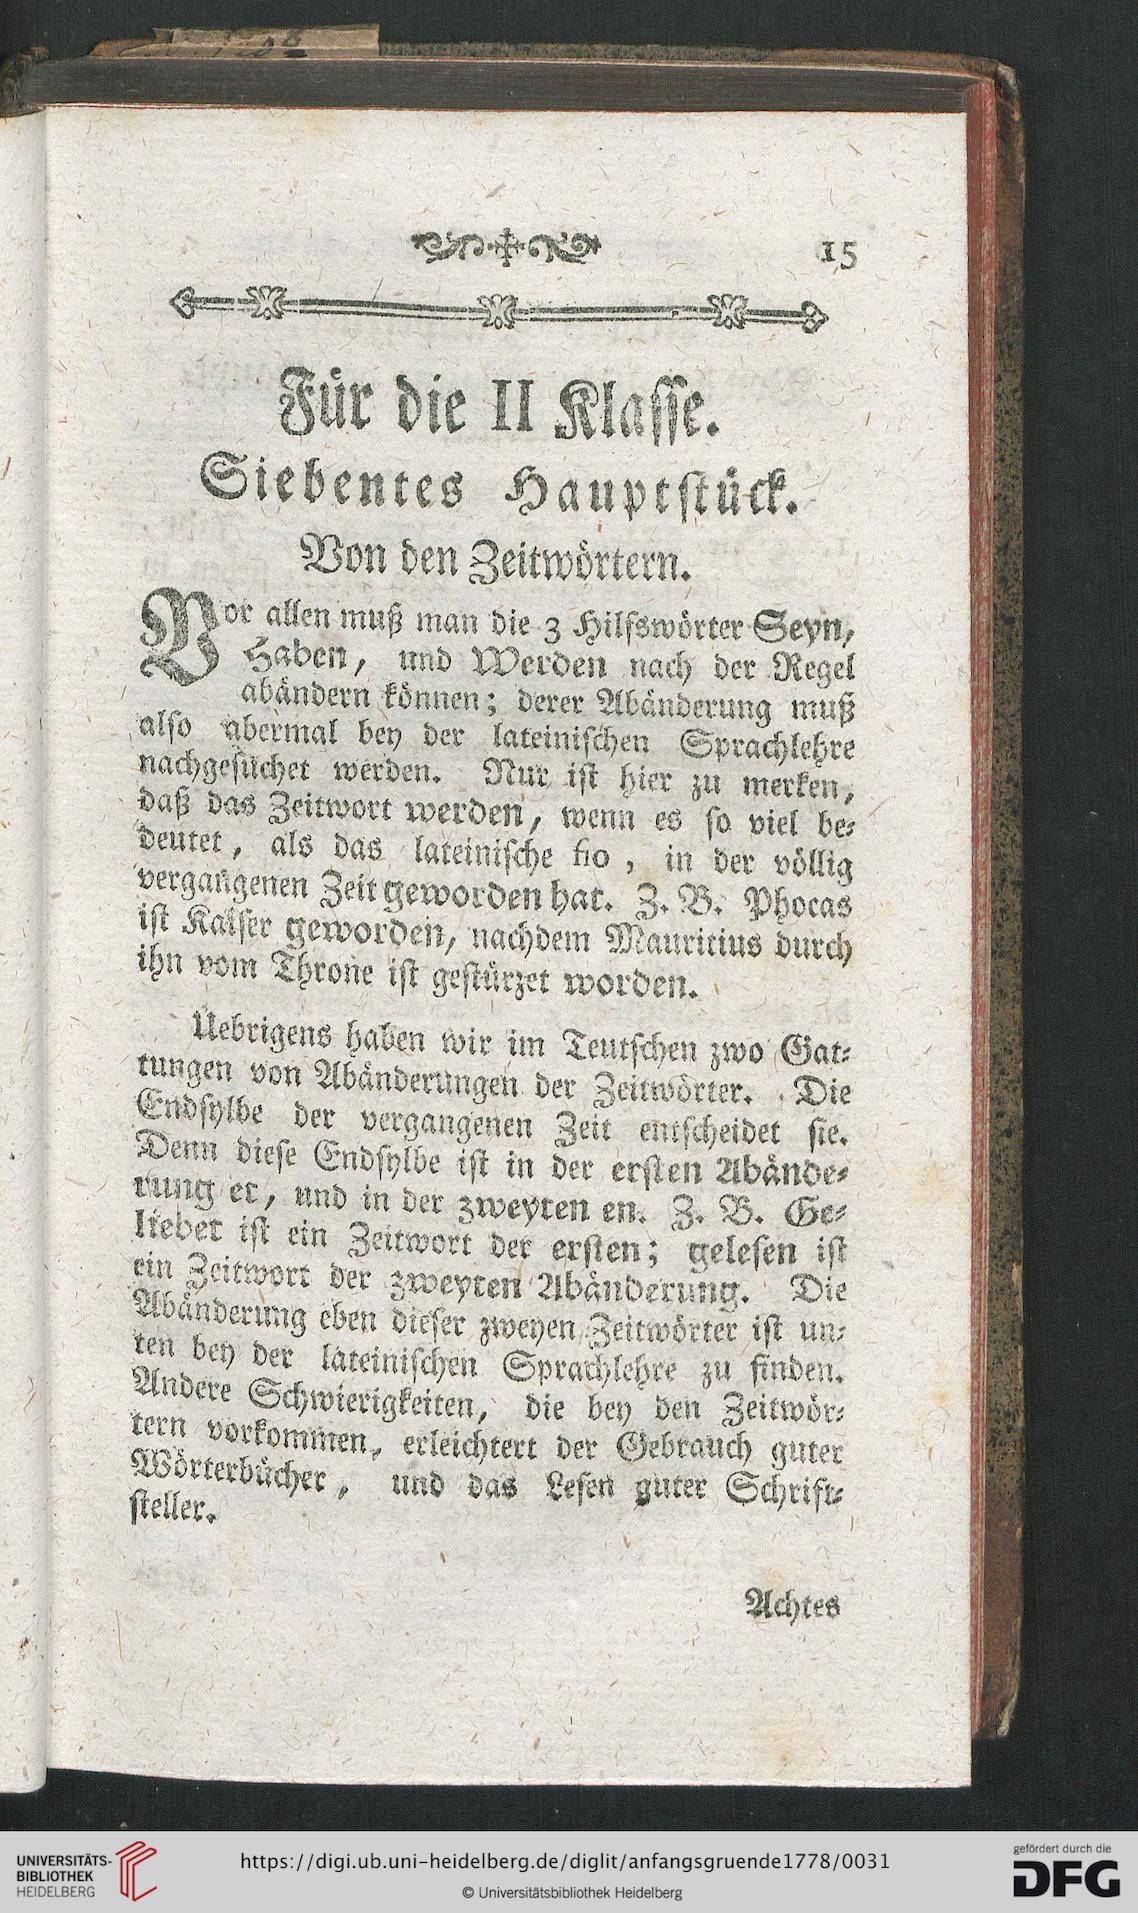 15
Für die II Klasse.
Siebentes Hauptstück.
Von den Zeitwörtern.
Vor allen muß man die 3 Hilfswörter Seyn,
Haben, und Werden nach der Regel
abändern können; derer Abänderung muß
also abermal bey der lateinischen Sprachlehre
nachgesuchet werden. Nur ist hier zu merken,
daß das Zeitwort werden, wenn es so viel be⸗
deutet, als das lateinische fio, in der völlig
vergangenen Zeit geworden hat. Z. B. Phocas
ist Kaiser geworden, nachdem Mauritius durch
ihn vom Throne ist gestürzet worden.
Uebrigens haben wir im Teutschen zwo Gat⸗
tungen von Abänderungen der Zeitwörter. Die
Endsylbe der vergangenen Zeit entscheidet sie.
Denn diese Endsylbe ist in der ersten Abände⸗
rung et, und in der zweyten en. Z. B. Ge⸗
liebet ist ein Zeitwort der ersten; gelesen ist
ein Zeitwort der zweyten Abänderung. Die
Abänderung eben dieser zweyen Zeitwörter ist un⸗
ten bey der lateinischen Sprachlehre zu finden.
Andere Schwierigkeiten, die bey den Zeitwör⸗
tern vorkommen, erleichtert der Gebrauch guter
Wörterbücher, und das Lesen guter Schrift⸗
steller.
Achtes
UNIVERSITÄTS-
BIBLIOTHEK
HEIDELBERG
https://digi.ub.uni-heidelberg.de/diglit/anfangsgruende1778/0031
© Universitätsbibliothek Heidelberg
gefördert durch die
DFG